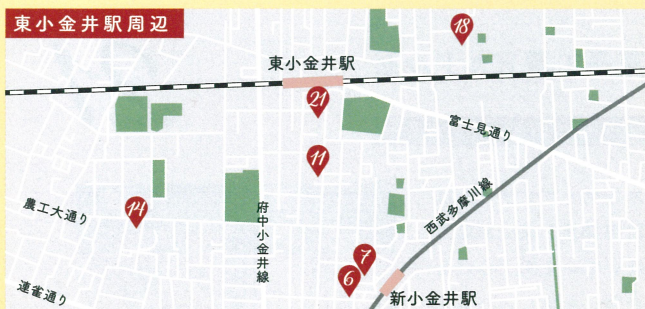 東小金井駅周辺
18
東小金井駅
21
富士見通り
11
農工大通り
14
府中小金井線
西武多摩川線
7
6
連雀通り
新小金井駅